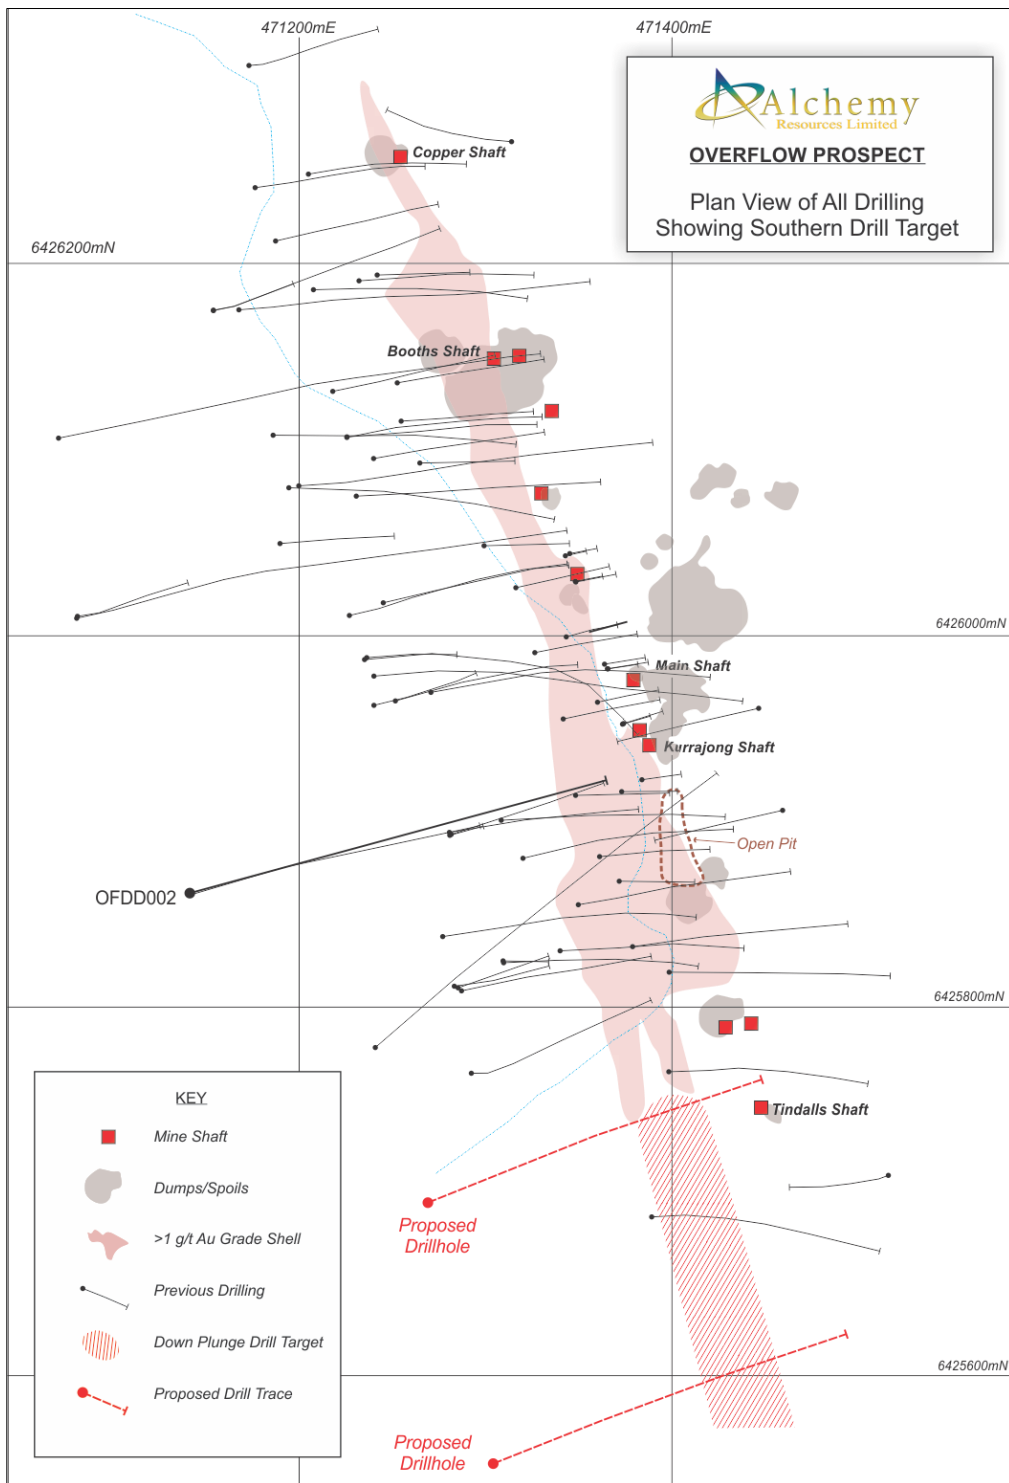 471200mE
471400mE
Alchemy
Resources Limited
OVERFLOW PROSPECT
Plan View of All Drilling
Showing Southern Drill Target
Copper Shaft
6426200mN
Booths Shaft
6426000mN
Main Shaft
Kurrajong Shaft
Open Pit
OFDD002
6425800mN
KEY
Mine Shaft
Dumps/Spoils
>1 g/t Au Grade Shell
Previous Drilling
Down Plunge Drill Target
Proposed Drill Trace
Tindalls Shaft
Proposed
Drillhole
6425600mN
Proposed
Drillhole